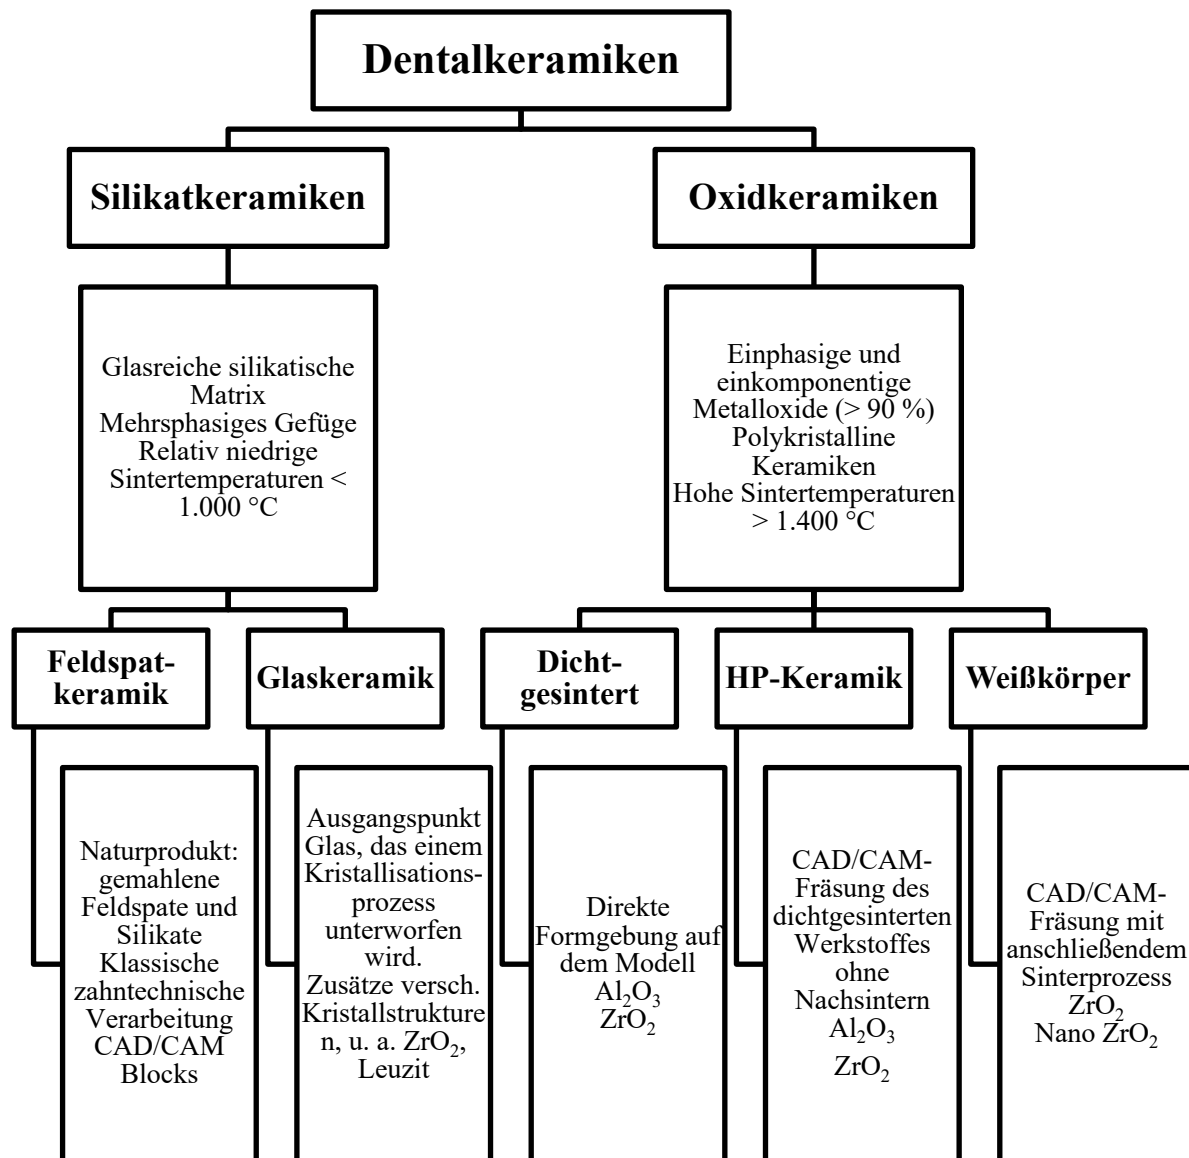 Dentalkeramiken
Silikatkeramiken
Oxidkeramiken
Glasreiche silikatische
Matrix
Mehrsphasiges Gefüge
Relativ niedrige
Sintertemperaturen <
1.000 °C
Einphasige und
einkomponentige
Metalloxide (> 90 %)
Polykristalline
Keramiken
Hohe Sintertemperaturen
> 1.400 °C
Feldspat-
keramik
Glaskeramik
Dicht-
gesintert
HP-Keramik
Weißkörper
Naturprodukt:
gemahlene
Feldspate und
Silikate
Klassische
zahntechnische
Verarbeitung
CAD/CAM
Blocks
Ausgangspunkt
Glas, das einem
Kristallisations-
prozess
unterworfen
wird.
Zusätze versch.
Kristallstrukture
n, u. a. ZrO₂,
Leuzit
Direkte
Formgebung auf
dem Modell
Al₂O₃
ZrO₂
CAD/CAM-
Fräsung des
dichtgesinterten
Werkstoffes
ohne
Nachsintern
Al₂O₃
ZrO₂
CAD/CAM-
Fräsung mit
anschließendem
Sinterprozess
ZrO₂
Nano ZrO₂